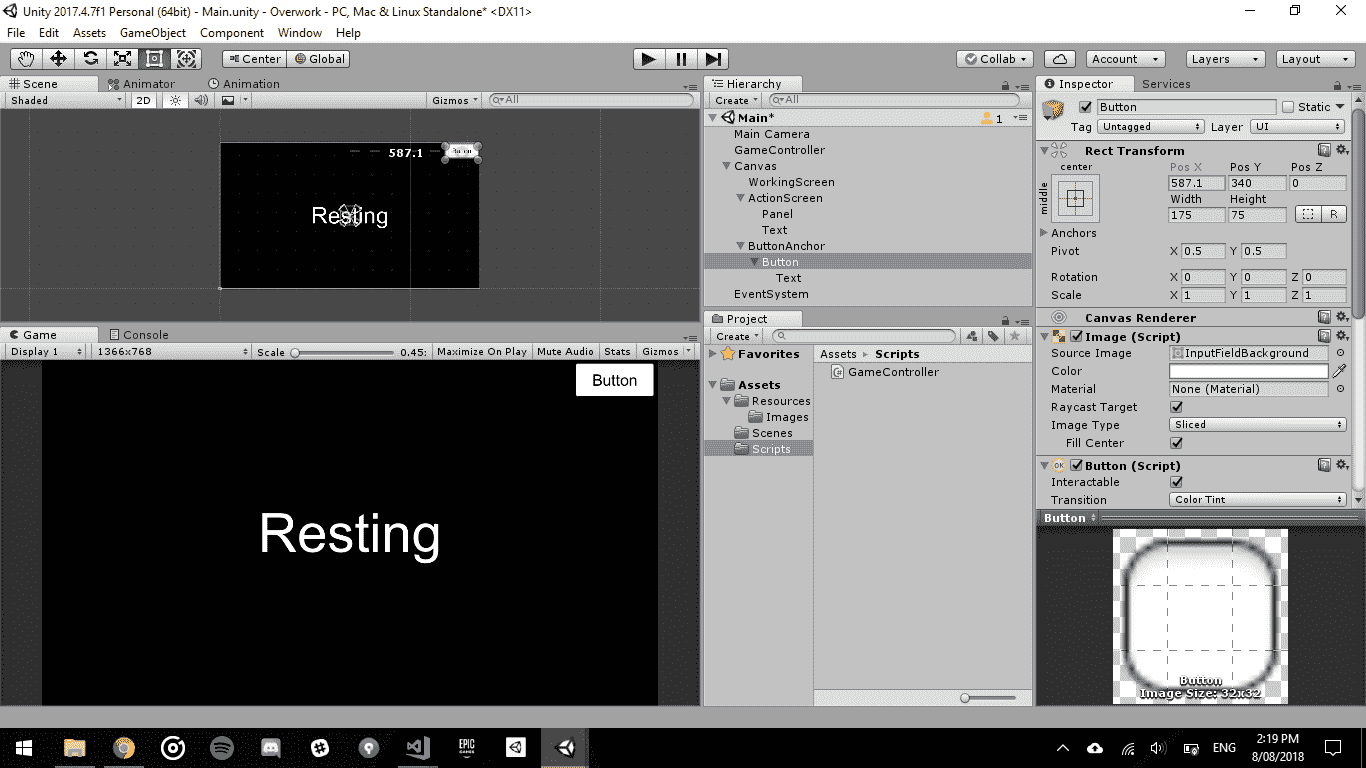 Unity 2017.4.7f1 Personal (64bit) - Main.unity - Overwork - PC, Mac & Linux Standalone* <DX11>
File Edit Assets GameObject Component Window Help
Center Global
Collab Account Layers Layout
Scene Animator Animation
Shaded 2D Gizmos All
587.1 Button
Resting
Game Console
Display 1 1366x768 Scale 0.45: Maximize On Play Mute Audio Stats Gizmos
Button
Resting
Hierarchy
Create All
Main* 1
Main Camera
GameController
Canvas
WorkingScreen
ActionScreen
Panel
Text
ButtonAnchor
Button
Text
EventSystem
Project
Create
Favorites
Assets
Resources
Images
Scenes
Scripts
Assets Scripts
GameController
Inspector Services
Button Static
Tag Untagged Layer UI
Rect Transform
center Pos X Pos Y Pos Z
middle 587.1 340 0
Width Height
175 75 R
Anchors
Pivot X 0.5 Y 0.5
Rotation X 0 Y 0 Z 0
Scale X 1 Y 1 Z 1
Canvas Renderer
Image (Script)
Source Image InputFieldBackground
Color
Material None (Material)
Raycast Target
Image Type Sliced
Fill Center
OK Button (Script)
Interactable
Transition Color Tint
Button
Button
Image Size: 32x32
EPIC GAMES
ENG 2:19 PM
8/08/2018